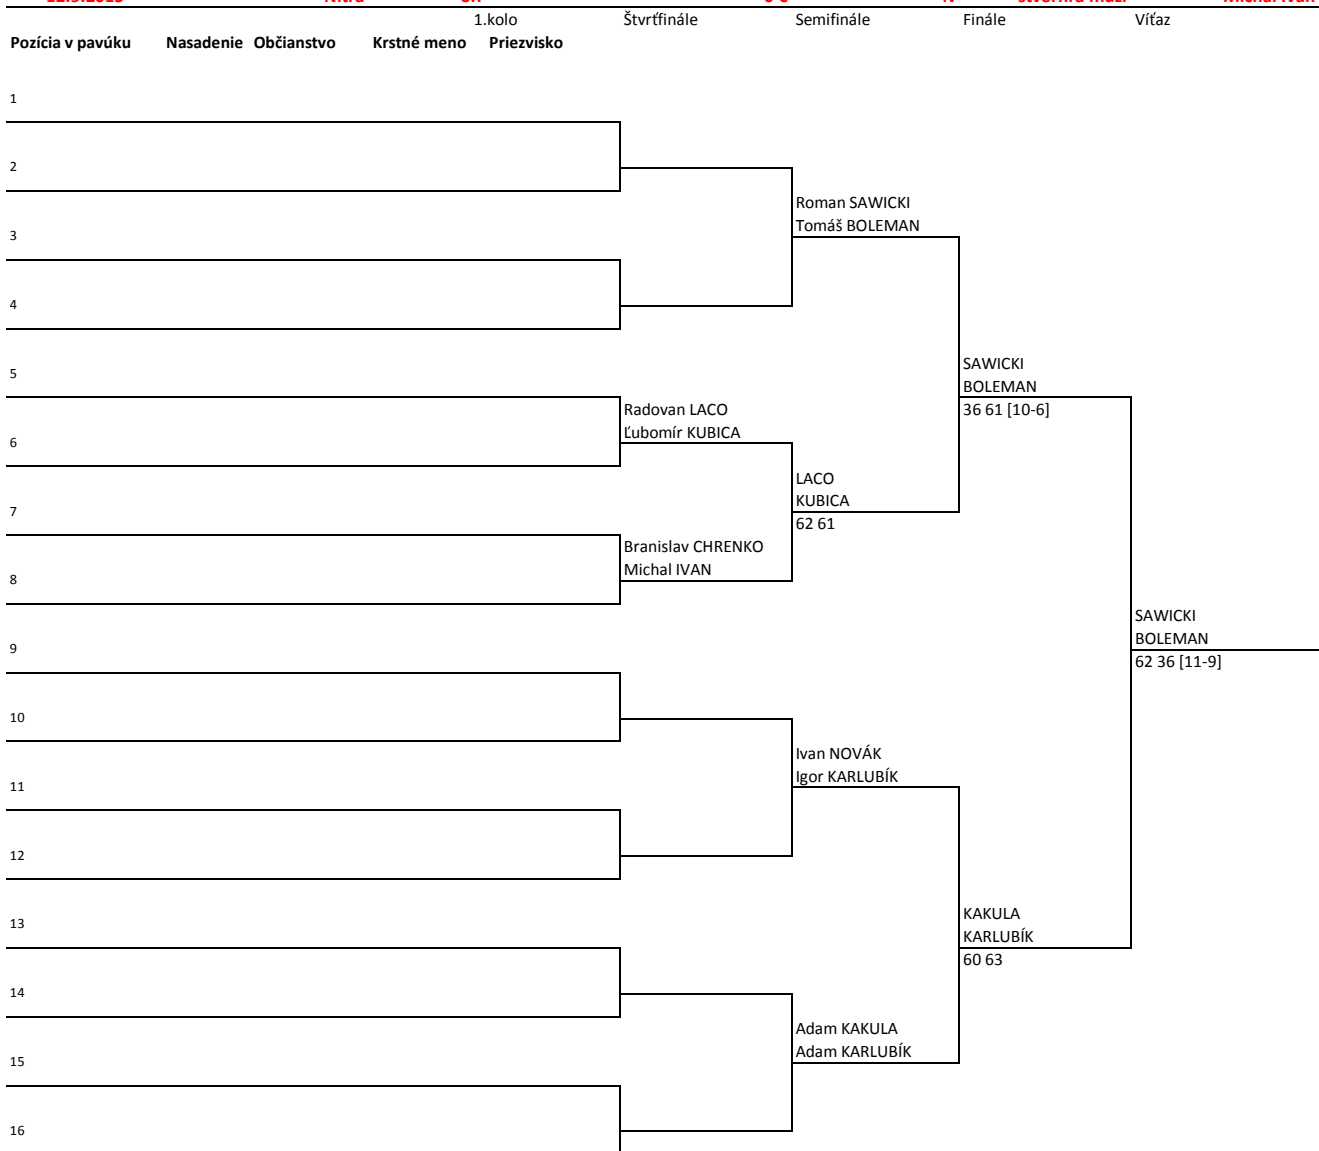 1.kolo Štvrťfinále Semifinále Finále Víťaz
Pozícia v pavúku Nasadenie Občianstvo Krstné meno Priezvisko
1
2
Roman SAWICKI
Tomáš BOLEMAN
3
4
5
SAWICKI
BOLEMAN
36 61 [10-6]
Radovan LACO
Ľubomír KUBICA
6
LACO
KUBICA
62 61
7
Branislav CHRENKO
Michal IVAN
8
SAWICKI
BOLEMAN
62 36 [11-9]
9
10
Ivan NOVÁK
Igor KARLUBÍK
11
12
13
KAKULA
KARLUBÍK
60 63
14
Adam KAKULA
Adam KARLUBÍK
15
16